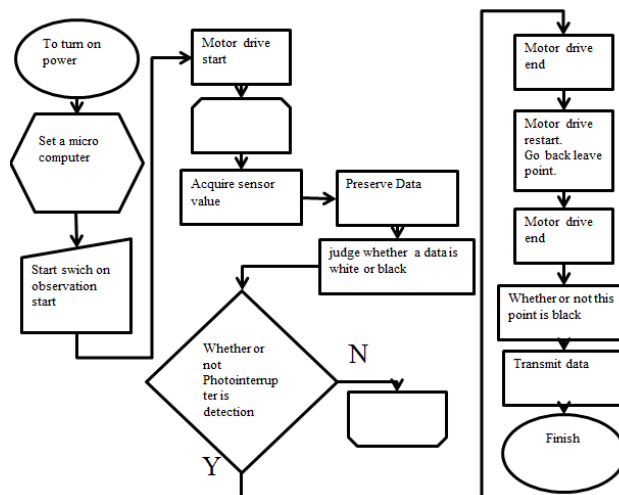 To turn on
power
Set a micro
computer
Start swich on
observation
start
Motor drive
start
Acquire sensor
value
Preserve Data
judge whether a data is
white or black
Whether or
not
Photointerrup
ter is
detection
N
Y
Motor drive
end
Motor drive
restart.
Go back leave
point.
Motor drive
end
Whether or not this
point is black
Transmit data
Finish